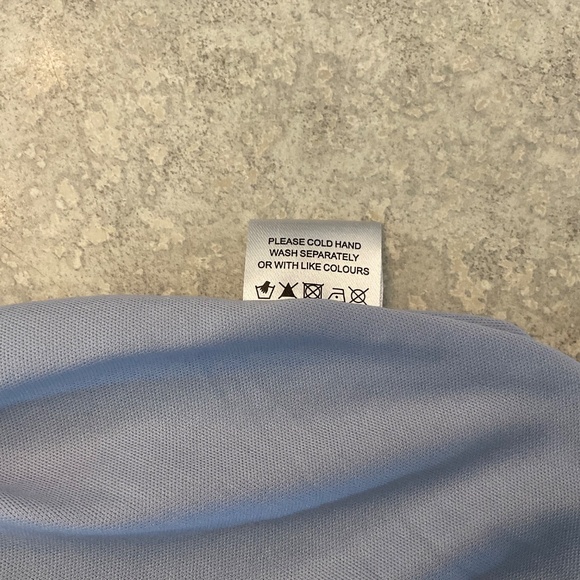 PLEASE COLD HAND
WASH SEPARATELY
OR WITH LIKE COLOURS